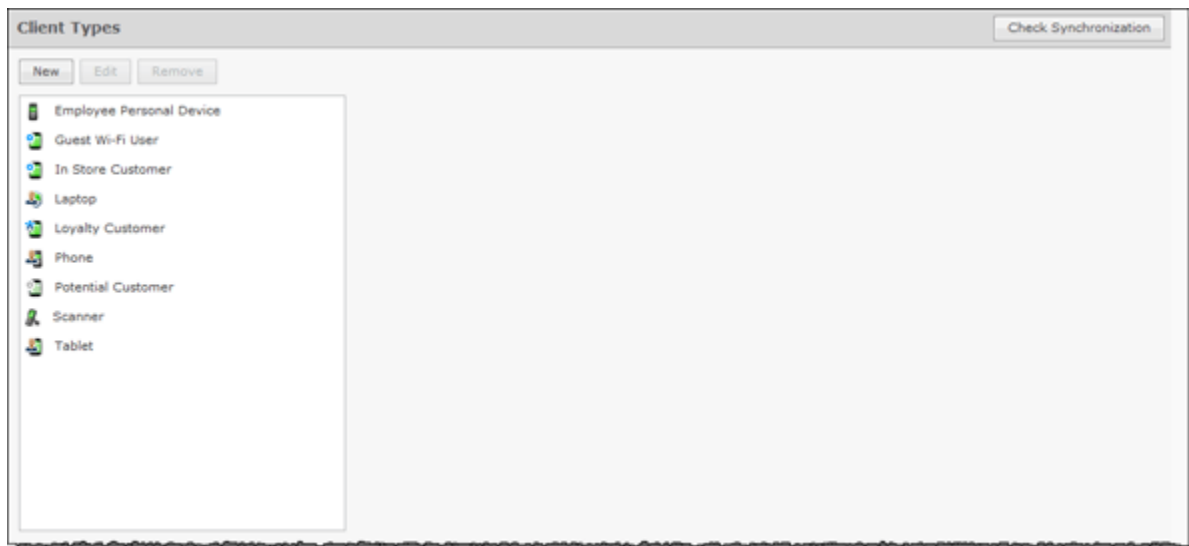 Client Types
Check Synchronization
New Edit Remove
Employee Personal Device
Guest Wi-Fi User
In Store Customer
Laptop
Loyalty Customer
Phone
Potential Customer
Scanner
Tablet